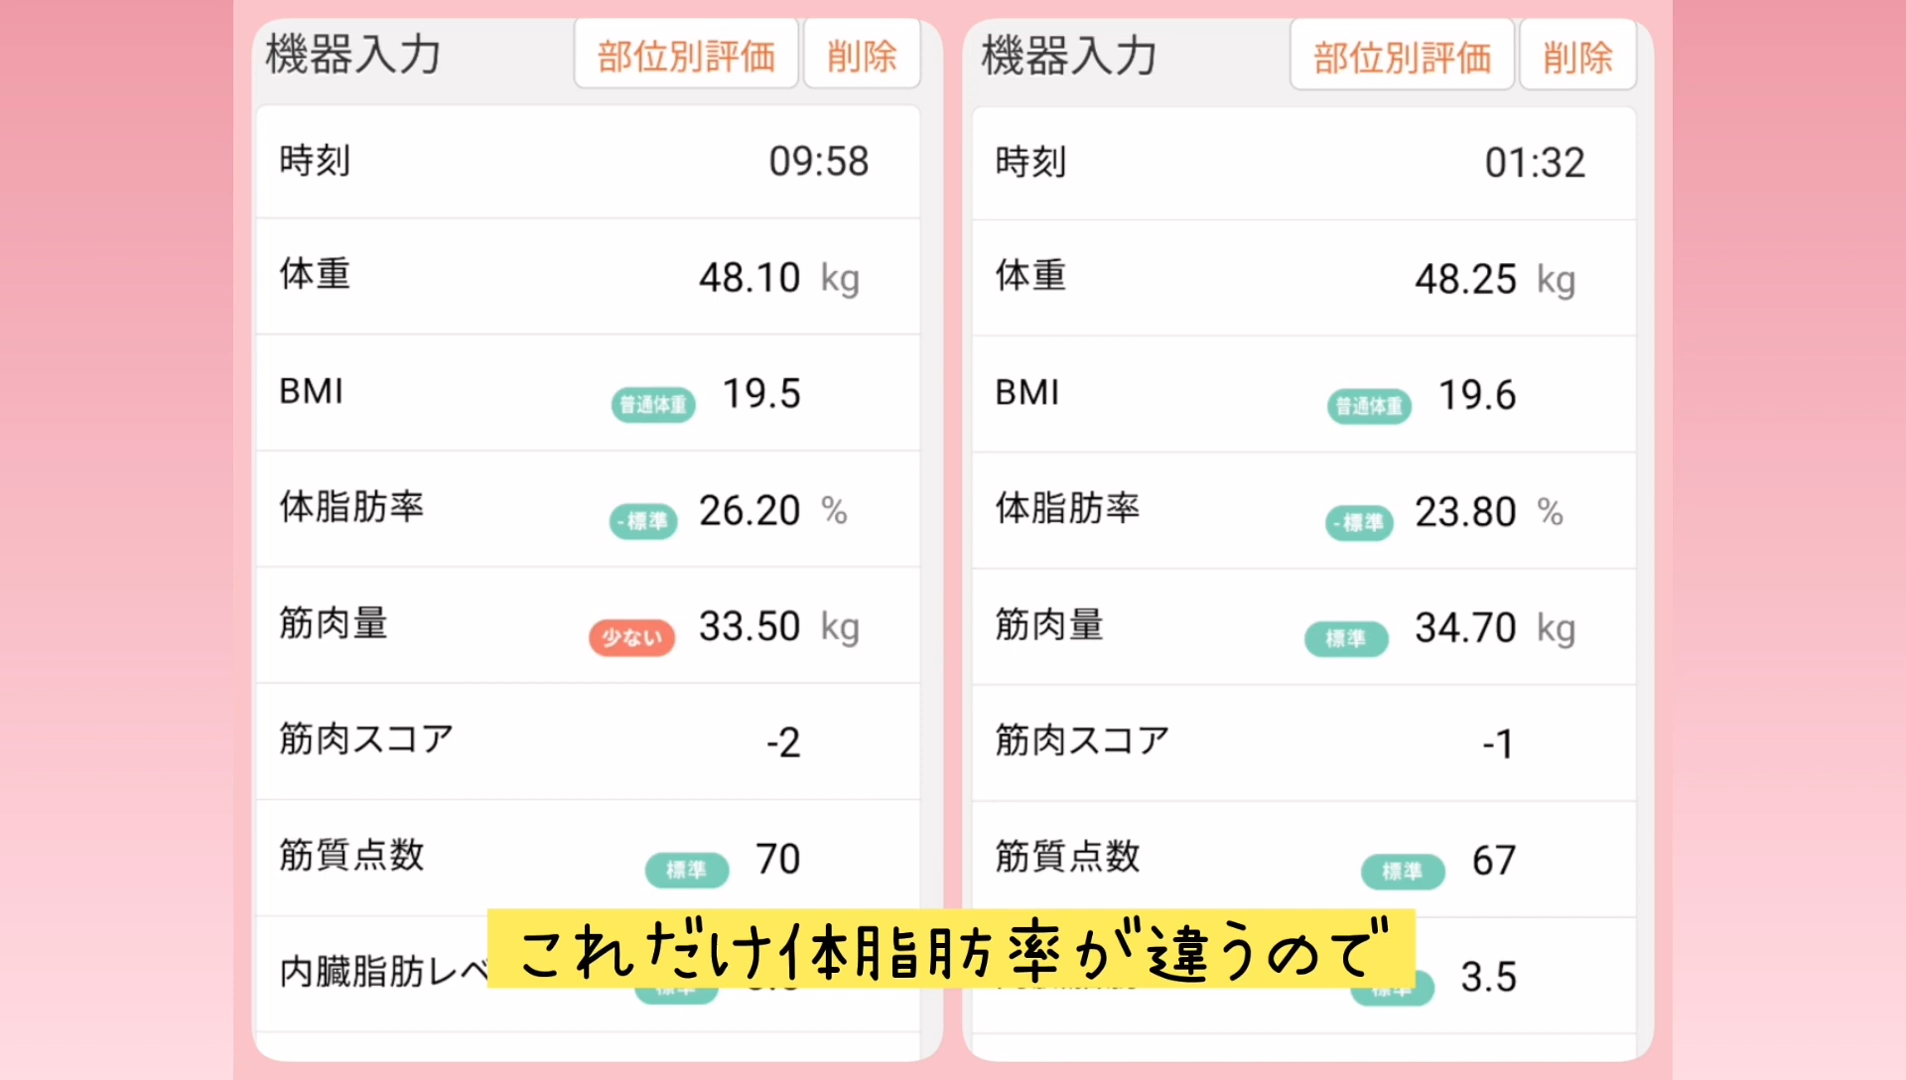 機器入力 部位別評価 削除
時刻 09:58
体重 48.10 kg
BMI 普通体重 19.5
体脂肪率 -標準 26.20 %
筋肉量 少ない 33.50 kg
筋肉スコア -2
筋質点数 標準 70
内臓脂肪レベ
機器入力 部位別評価 削除
時刻 01:32
体重 48.25 kg
BMI 普通体重 19.6
体脂肪率 -標準 23.80 %
筋肉量 標準 34.70 kg
筋肉スコア -1
筋質点数 標準 67
標準 3.5
これだけ体脂肪率が違うので